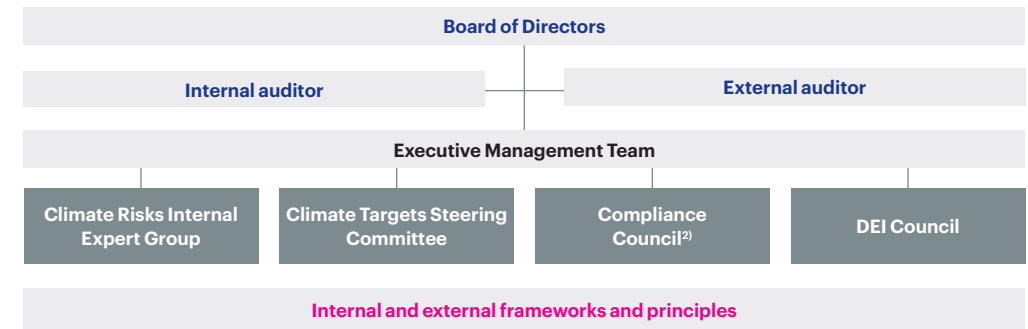 Board of Directors
Internal auditor
External auditor
Executive Management Team
Climate Risks Internal
Expert Group
Climate Targets Steering
Committee
Compliance
Council2)
DEI Council
Internal and external frameworks and principles